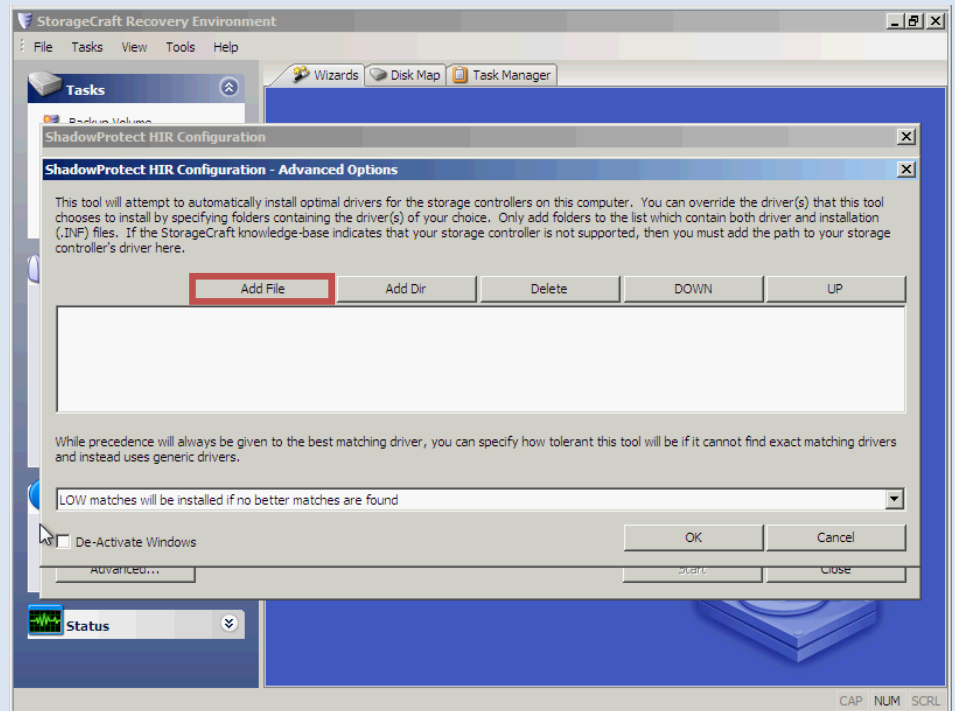 StorageCraft Recovery Environment
File Tasks View Tools Help
Tasks
Wizards Disk Map Task Manager
Backup Volume
ShadowProtect HIR Configuration
ShadowProtect HIR Configuration - Advanced Options
This tool will attempt to automatically install optimal drivers for the storage controllers on this computer. You can override the driver(s) that this tool
chooses to install by specifying folders containing the driver(s) of your choice. Only add folders to the list which contain both driver and installation
(.INF) files. If the StorageCraft knowledge-base indicates that your storage controller is not supported, then you must add the path to your storage
controller's driver here.
Add File Add Dir Delete DOWN UP
While precedence will always be given to the best matching driver, you can specify how tolerant this tool will be if it cannot find exact matching drivers
and instead uses generic drivers.
LOW matches will be installed if no better matches are found
De-Activate Windows
OK Cancel
Advanced... Start Close
Status
CAP NUM SCRL